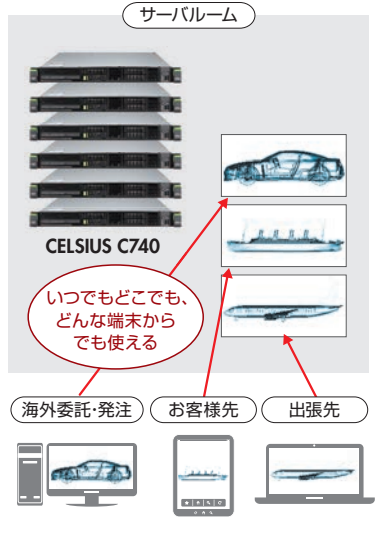 サーバルーム
CELSIUS C740
いつでもどこでも、
どんな端末から
でも使える
海外委託・発注
お客様先
出張先